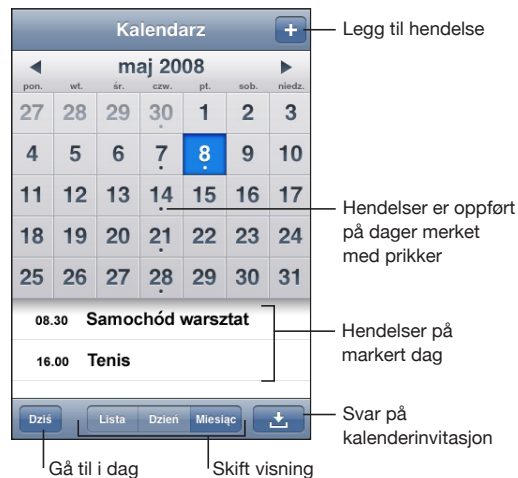 Kalendarz
+
Legg til hendelse
maj 2008
pon. wt. śr. czw. pt. sob. niedz.
27 28 29 30 1 2 3
4 5 6 7 8 9 10
11 12 13 14 15 16 17
18 19 20 21 22 23 24
25 26 27 28 29 30 31
Hendelser er oppført
på dager merket
med prikker
08.30 Samochód warsztat
16.00 Tenis
Hendelser på
markert dag
Dziś Lista Dzień Miesiąc
Svar på
kalenderinvitasjon
Gå til i dag
Skift visning